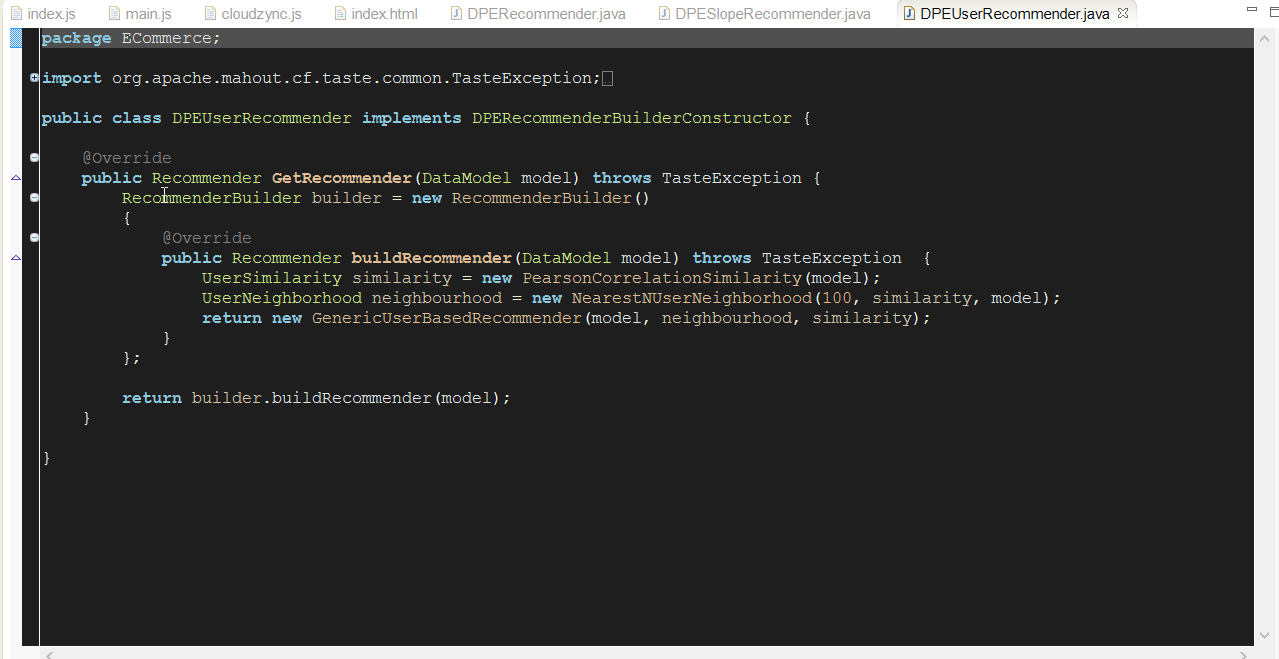 index.js main.js cloudzync.js index.html DPERecommender.java DPESlopeRecommender.java DPEUserRecommender.java
package ECommerce;
import org.apache.mahout.cf.taste.common.TasteException;
public class DPEUserRecommender implements DPERecommenderBuilderConstructor {
@Override
public Recommender GetRecommender(DataModel model) throws TasteException {
RecommenderBuilder builder = new RecommenderBuilder()
{
@Override
public Recommender buildRecommender(DataModel model) throws TasteException  {
UserSimilarity similarity = new PearsonCorrelationSimilarity(model);
UserNeighborhood neighbourhood = new NearestNUserNeighborhood(100, similarity, model);
return new GenericUserBasedRecommender(model, neighbourhood, similarity);
}
};
return builder.buildRecommender(model);
}
}